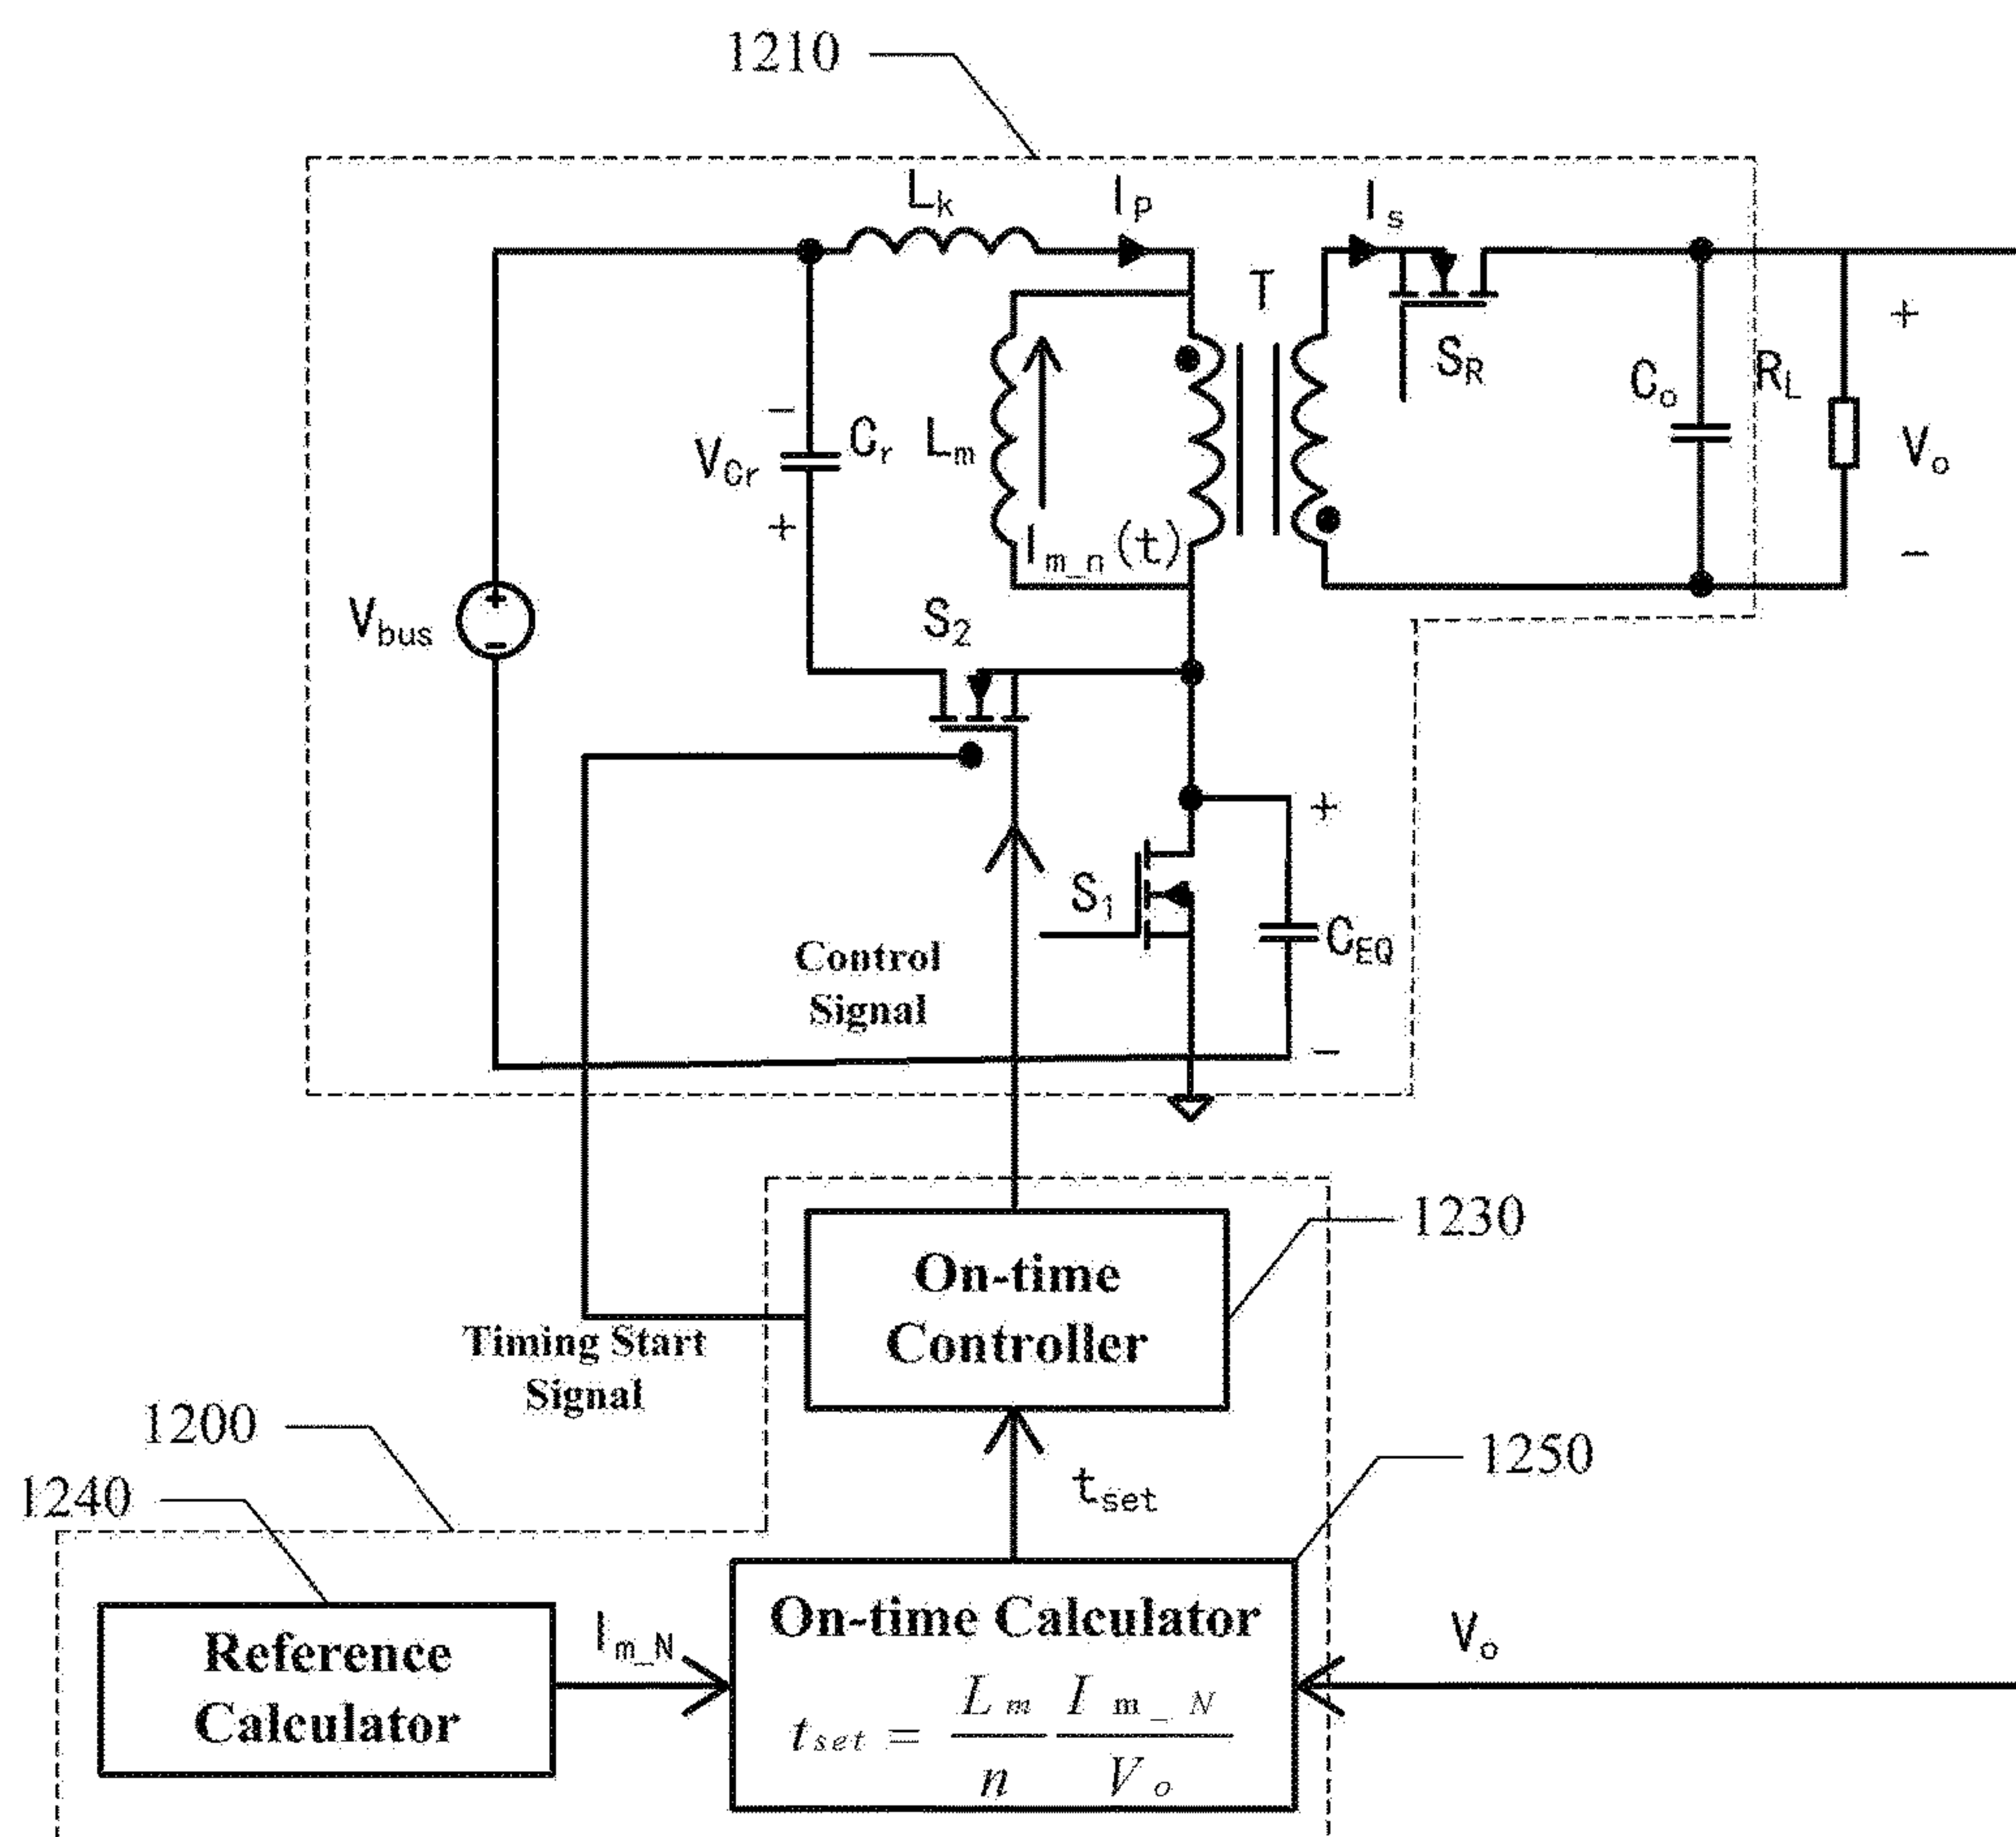 1210
Lk
Ip
Is
T
SR
Co
RL
+
Vo
−
−
VCr
Cr
Lm
+
Im_n(t)
Vbus
+
−
S2
+
S1
CEQ
−
Control
Signal
1230
On-time
Controller
Timing Start
Signal
1200
1240
1250
tset
Reference
Calculator
Im_N
On-time Calculator
tset = Lm/n Im_N/Vo
Vo